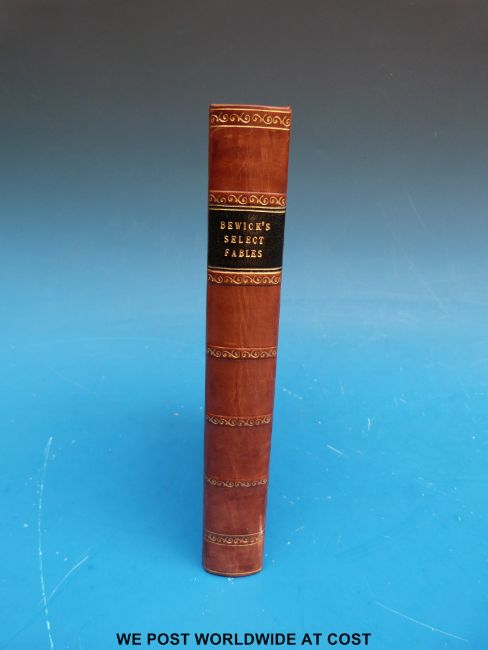 BEWICK'S
SELECT
FABLES
WE POST WORLDWIDE AT COST